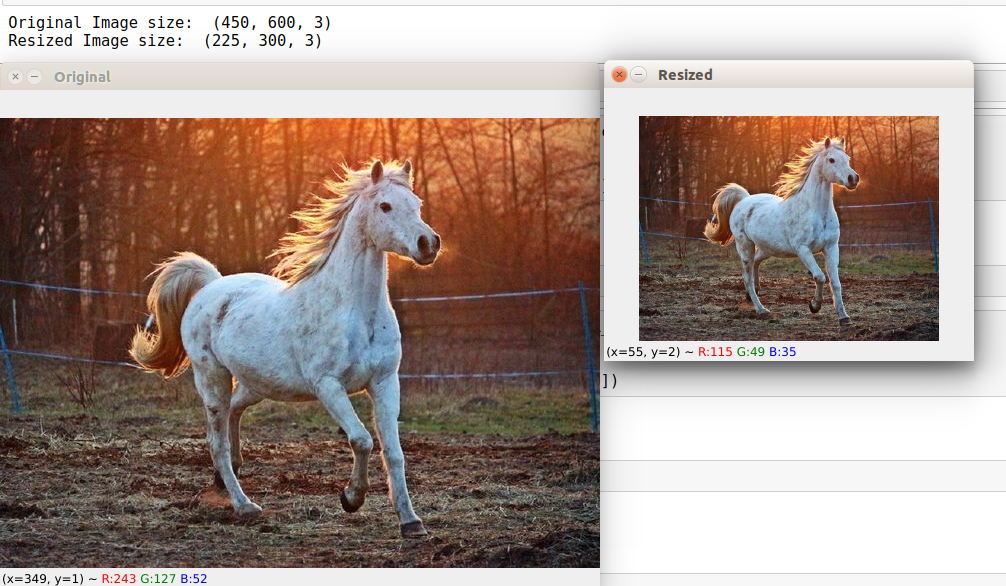 Original Image size:  (450, 600, 3)
Resized Image size:  (225, 300, 3)
Original
Resized
(x=55, y=2) ~ R:115 G:49 B:35
])
(x=349, y=1) ~ R:243 G:127 B:52